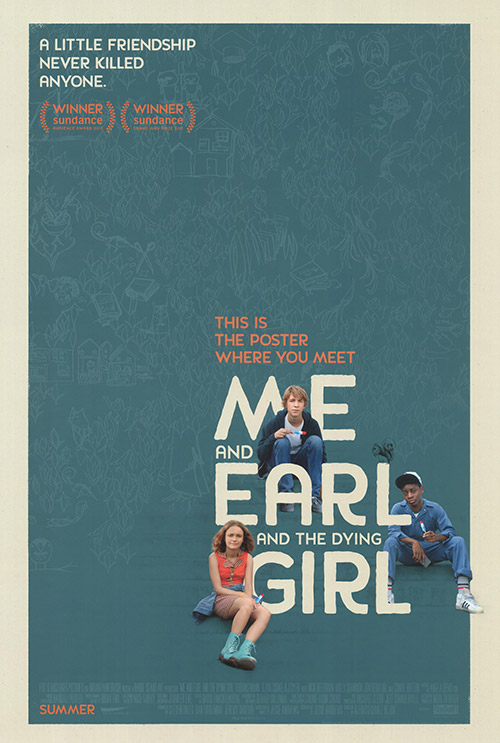 A LITTLE FRIENDSHIP
NEVER KILLED
ANYONE.
WINNER
sundance
WINNER
sundance
THIS IS
THE POSTER
WHERE YOU MEET
ME
AND
EARL
AND THE DYING
GIRL
SUMMER